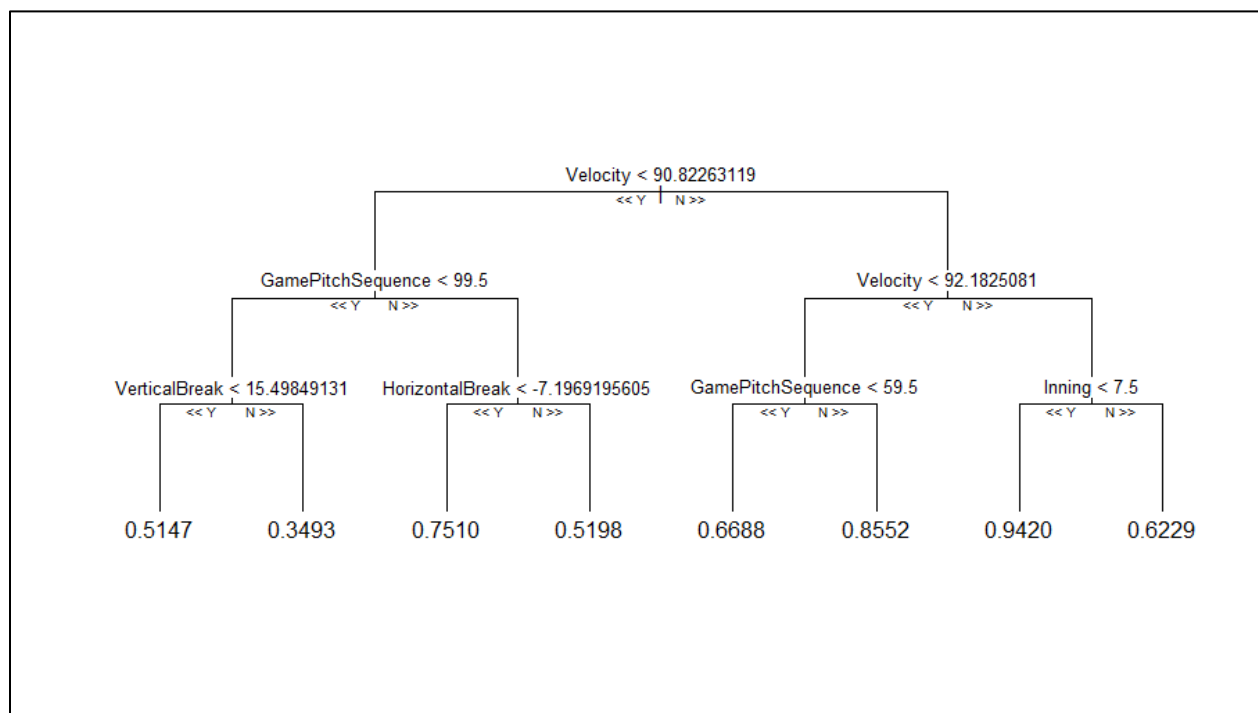 Velocity < 90.82263119
<< Y N >>
GamePitchSequence < 99.5
<< Y N >>
Velocity < 92.1825081
<< Y N >>
VerticalBreak < 15.49849131
<< Y N >>
HorizontalBreak < -7.1969195605
<< Y N >>
GamePitchSequence < 59.5
<< Y N >>
Inning < 7.5
<< Y N >>
0.5147 0.3493 0.7510 0.5198 0.6688 0.8552 0.9420 0.6229